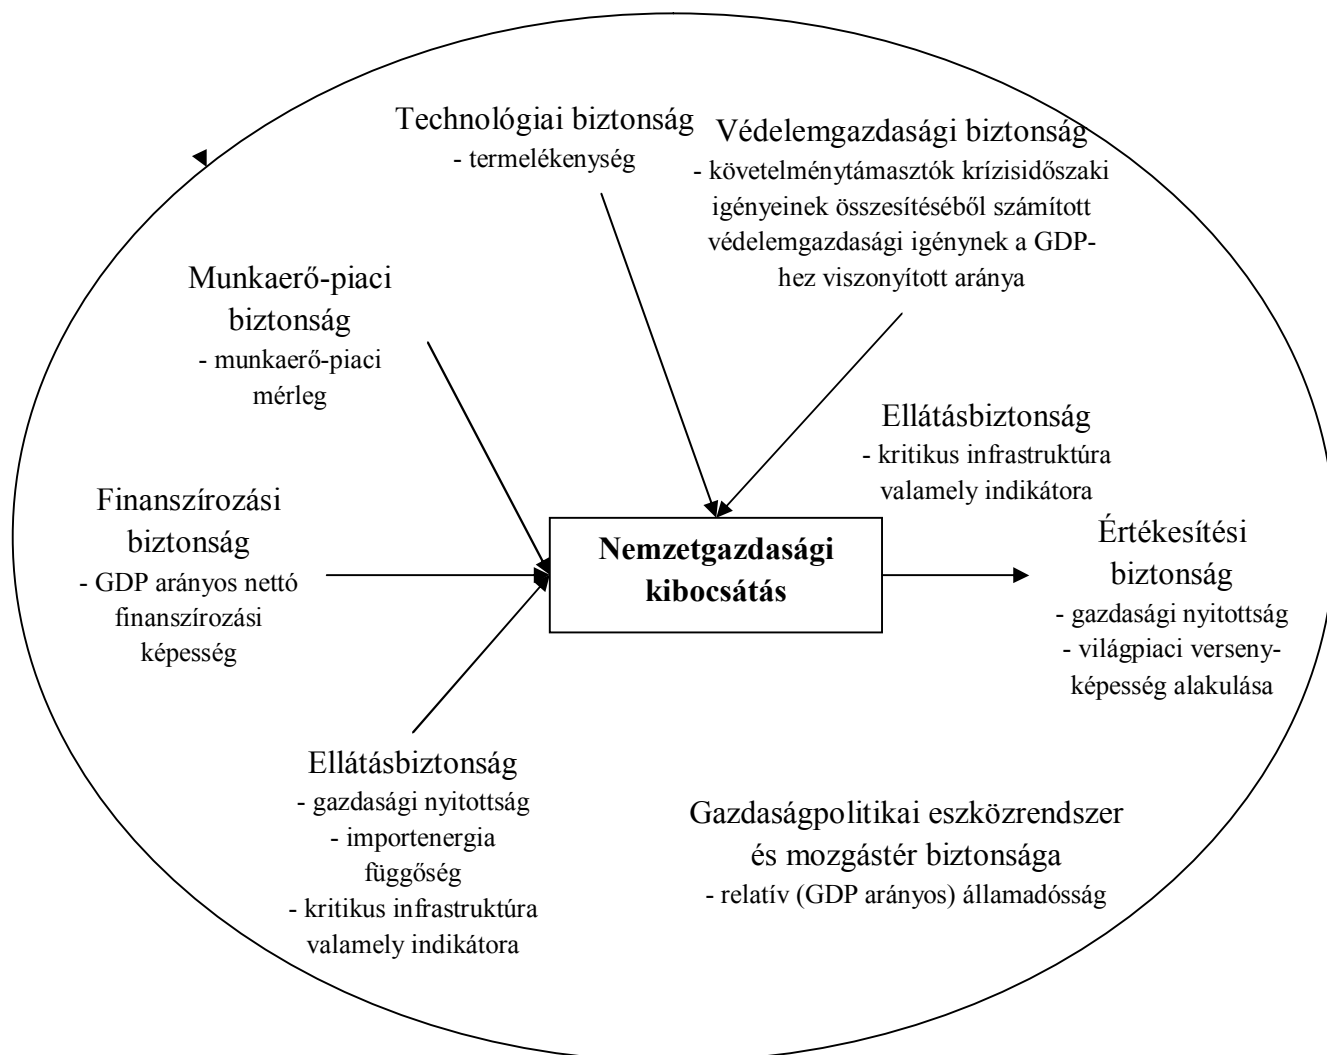 Technológiai biztonság
- termelékenység
Védelemgazdasági biztonság
- követelménytámasztók krízisidőszaki
igényeinek összesítéséből számított
védelemgazdasági igénynek a GDP-
hez viszonyított aránya
Munkaerő-piaci
biztonság
- munkaerő-piaci
mérleg
Ellátásbiztonság
- kritikus infrastruktúra
valamely indikátora
Finanszírozási
biztonság
- GDP arányos nettó
finanszírozási
képesség
Nemzetgazdasági
kibocsátás
Értékesítési
biztonság
- gazdasági nyitottság
- világpiaci verseny-
képesség alakulása
Ellátásbiztonság
- gazdasági nyitottság
- importenergia
függőség
- kritikus infrastruktúra
valamely indikátora
Gazdaságpolitikai eszközrendszer
és mozgástér biztonsága
- relatív (GDP arányos) államadósság